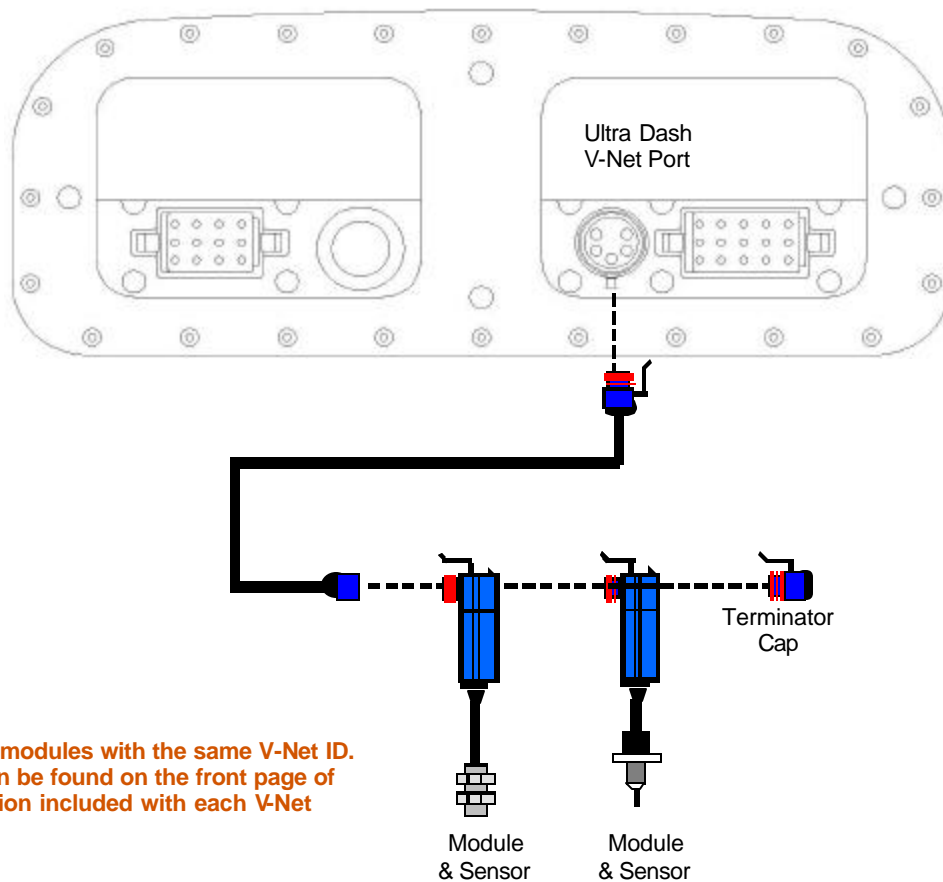 Ultra Dash
V-Net Port
Terminator
Cap
modules with the same V-Net ID.
be found on the front page of
included with each V-Net
Module
& Sensor
Module
& Sensor